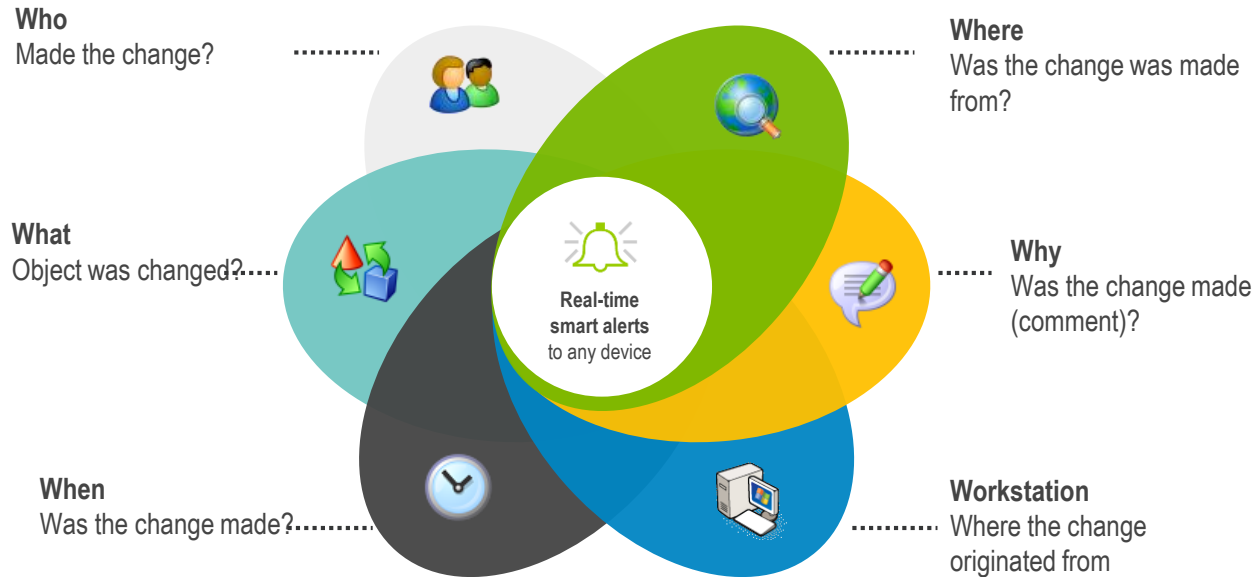 Who
Made the change?
Where
Was the change was made
from?
What
Object was changed?
Real-time
smart alerts
to any device
Why
Was the change made
(comment)?
When
Was the change made?
Workstation
Where the change
originated from